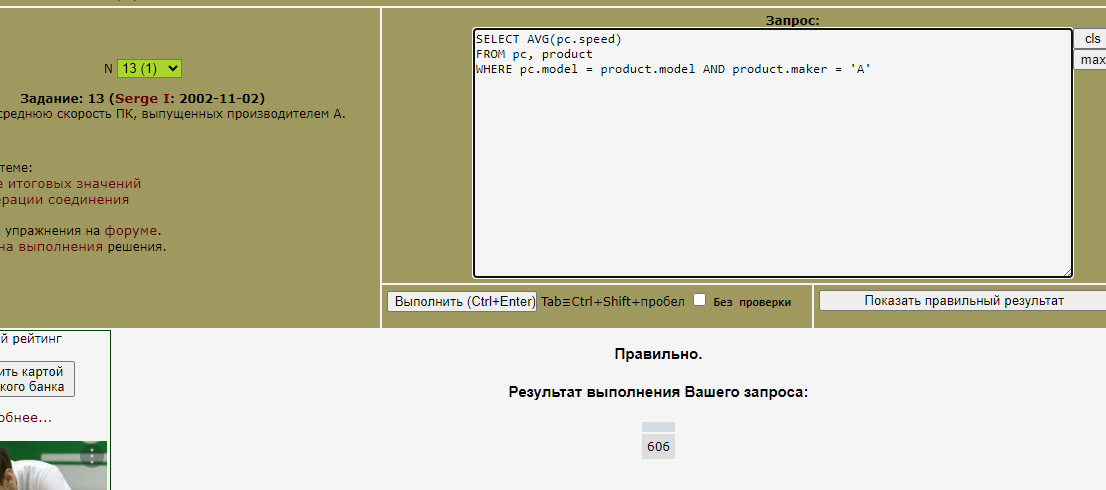 N 13 (1)
Задание: 13 (Serge I: 2002-11-02)
среднюю скорость ПК, выпущенных производителем A.
теме:
е итоговых значений
рации соединения
упражнения на форуме.
на выполнения решения.
Запрос:
SELECT AVG(pc.speed)
FROM pc, product
WHERE pc.model = product.model AND product.maker = 'A'
cls
max
Выполнить (Ctrl+Enter) Tab≡Ctrl+Shift+пробел Без проверки
Показать правильный результат
й рейтинг
ить картой
кого банка
обнее...
Правильно.
Результат выполнения Вашего запроса:
606